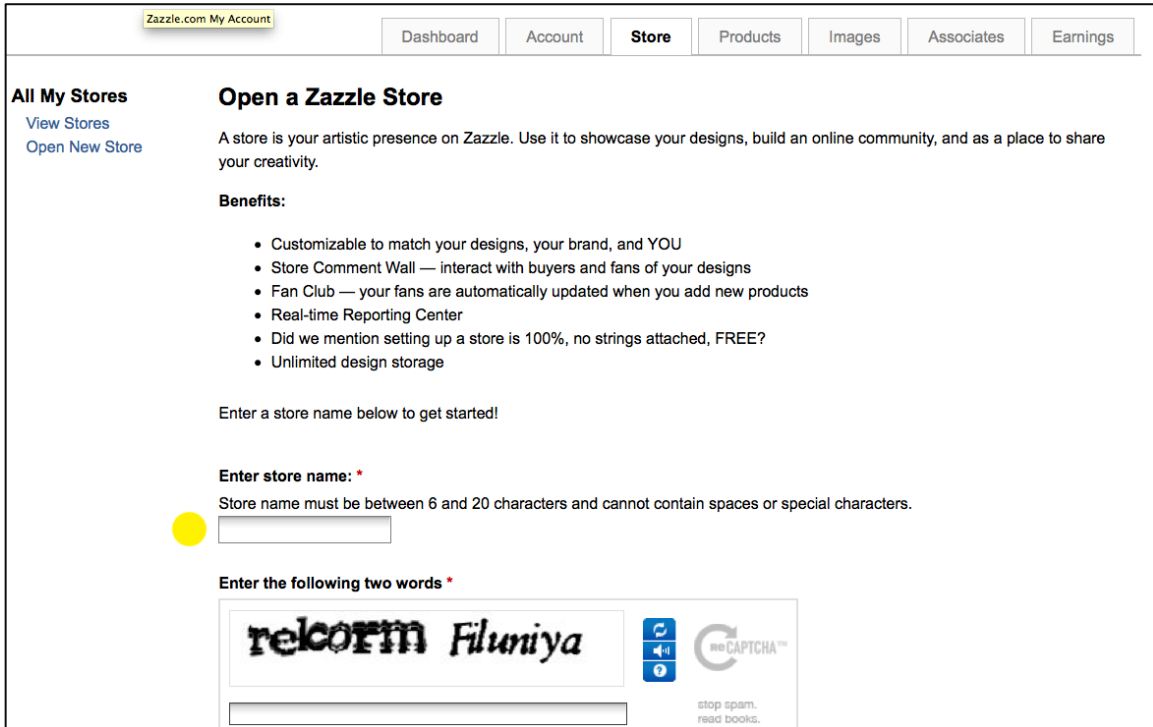 Zazzle.com My Account
Dashboard Account Store Products Images Associates Earnings
All My Stores
View Stores
Open New Store
Open a Zazzle Store
A store is your artistic presence on Zazzle. Use it to showcase your designs, build an online community, and as a place to share
your creativity.
Benefits:
• Customizable to match your designs, your brand, and YOU
• Store Comment Wall — interact with buyers and fans of your designs
• Fan Club — your fans are automatically updated when you add new products
• Real-time Reporting Center
• Did we mention setting up a store is 100%, no strings attached, FREE?
• Unlimited design storage
Enter a store name below to get started!
Enter store name: *
Store name must be between 6 and 20 characters and cannot contain spaces or special characters.
Enter the following two words *
relcorm Filuniya
reCAPTCHA™
stop spam.
read books.